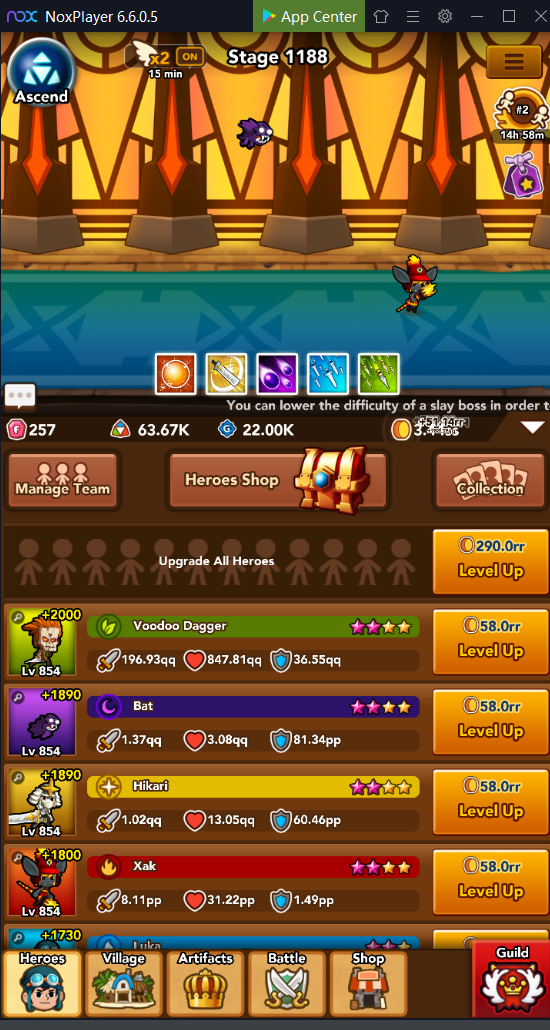 nox NoxPlayer 6.6.0.5 App Center
x2 ON
15 min
Stage 1188
Ascend
#2
14h 58m
You can lower the difficulty of a slay boss in order t
F 257 63.67K G 22.00K
Manage Team
Heroes Shop
Collection
Upgrade All Heroes
290.0rr
Level Up
+2000
Voodoo Dagger
Lv 854
196.93qq 847.81qq 36.55qq
58.0rr
Level Up
+1890
Bat
Lv 854
1.37qq 3.08qq 81.34pp
58.0rr
Level Up
+1890
Hikari
Lv 854
1.02qq 13.05qq 60.46pp
58.0rr
Level Up
+1800
Xak
Lv 854
8.11pp 31.22pp 1.49pp
58.0rr
Level Up
+1730
Luka
Heroes Village Artifacts Battle Shop Guild